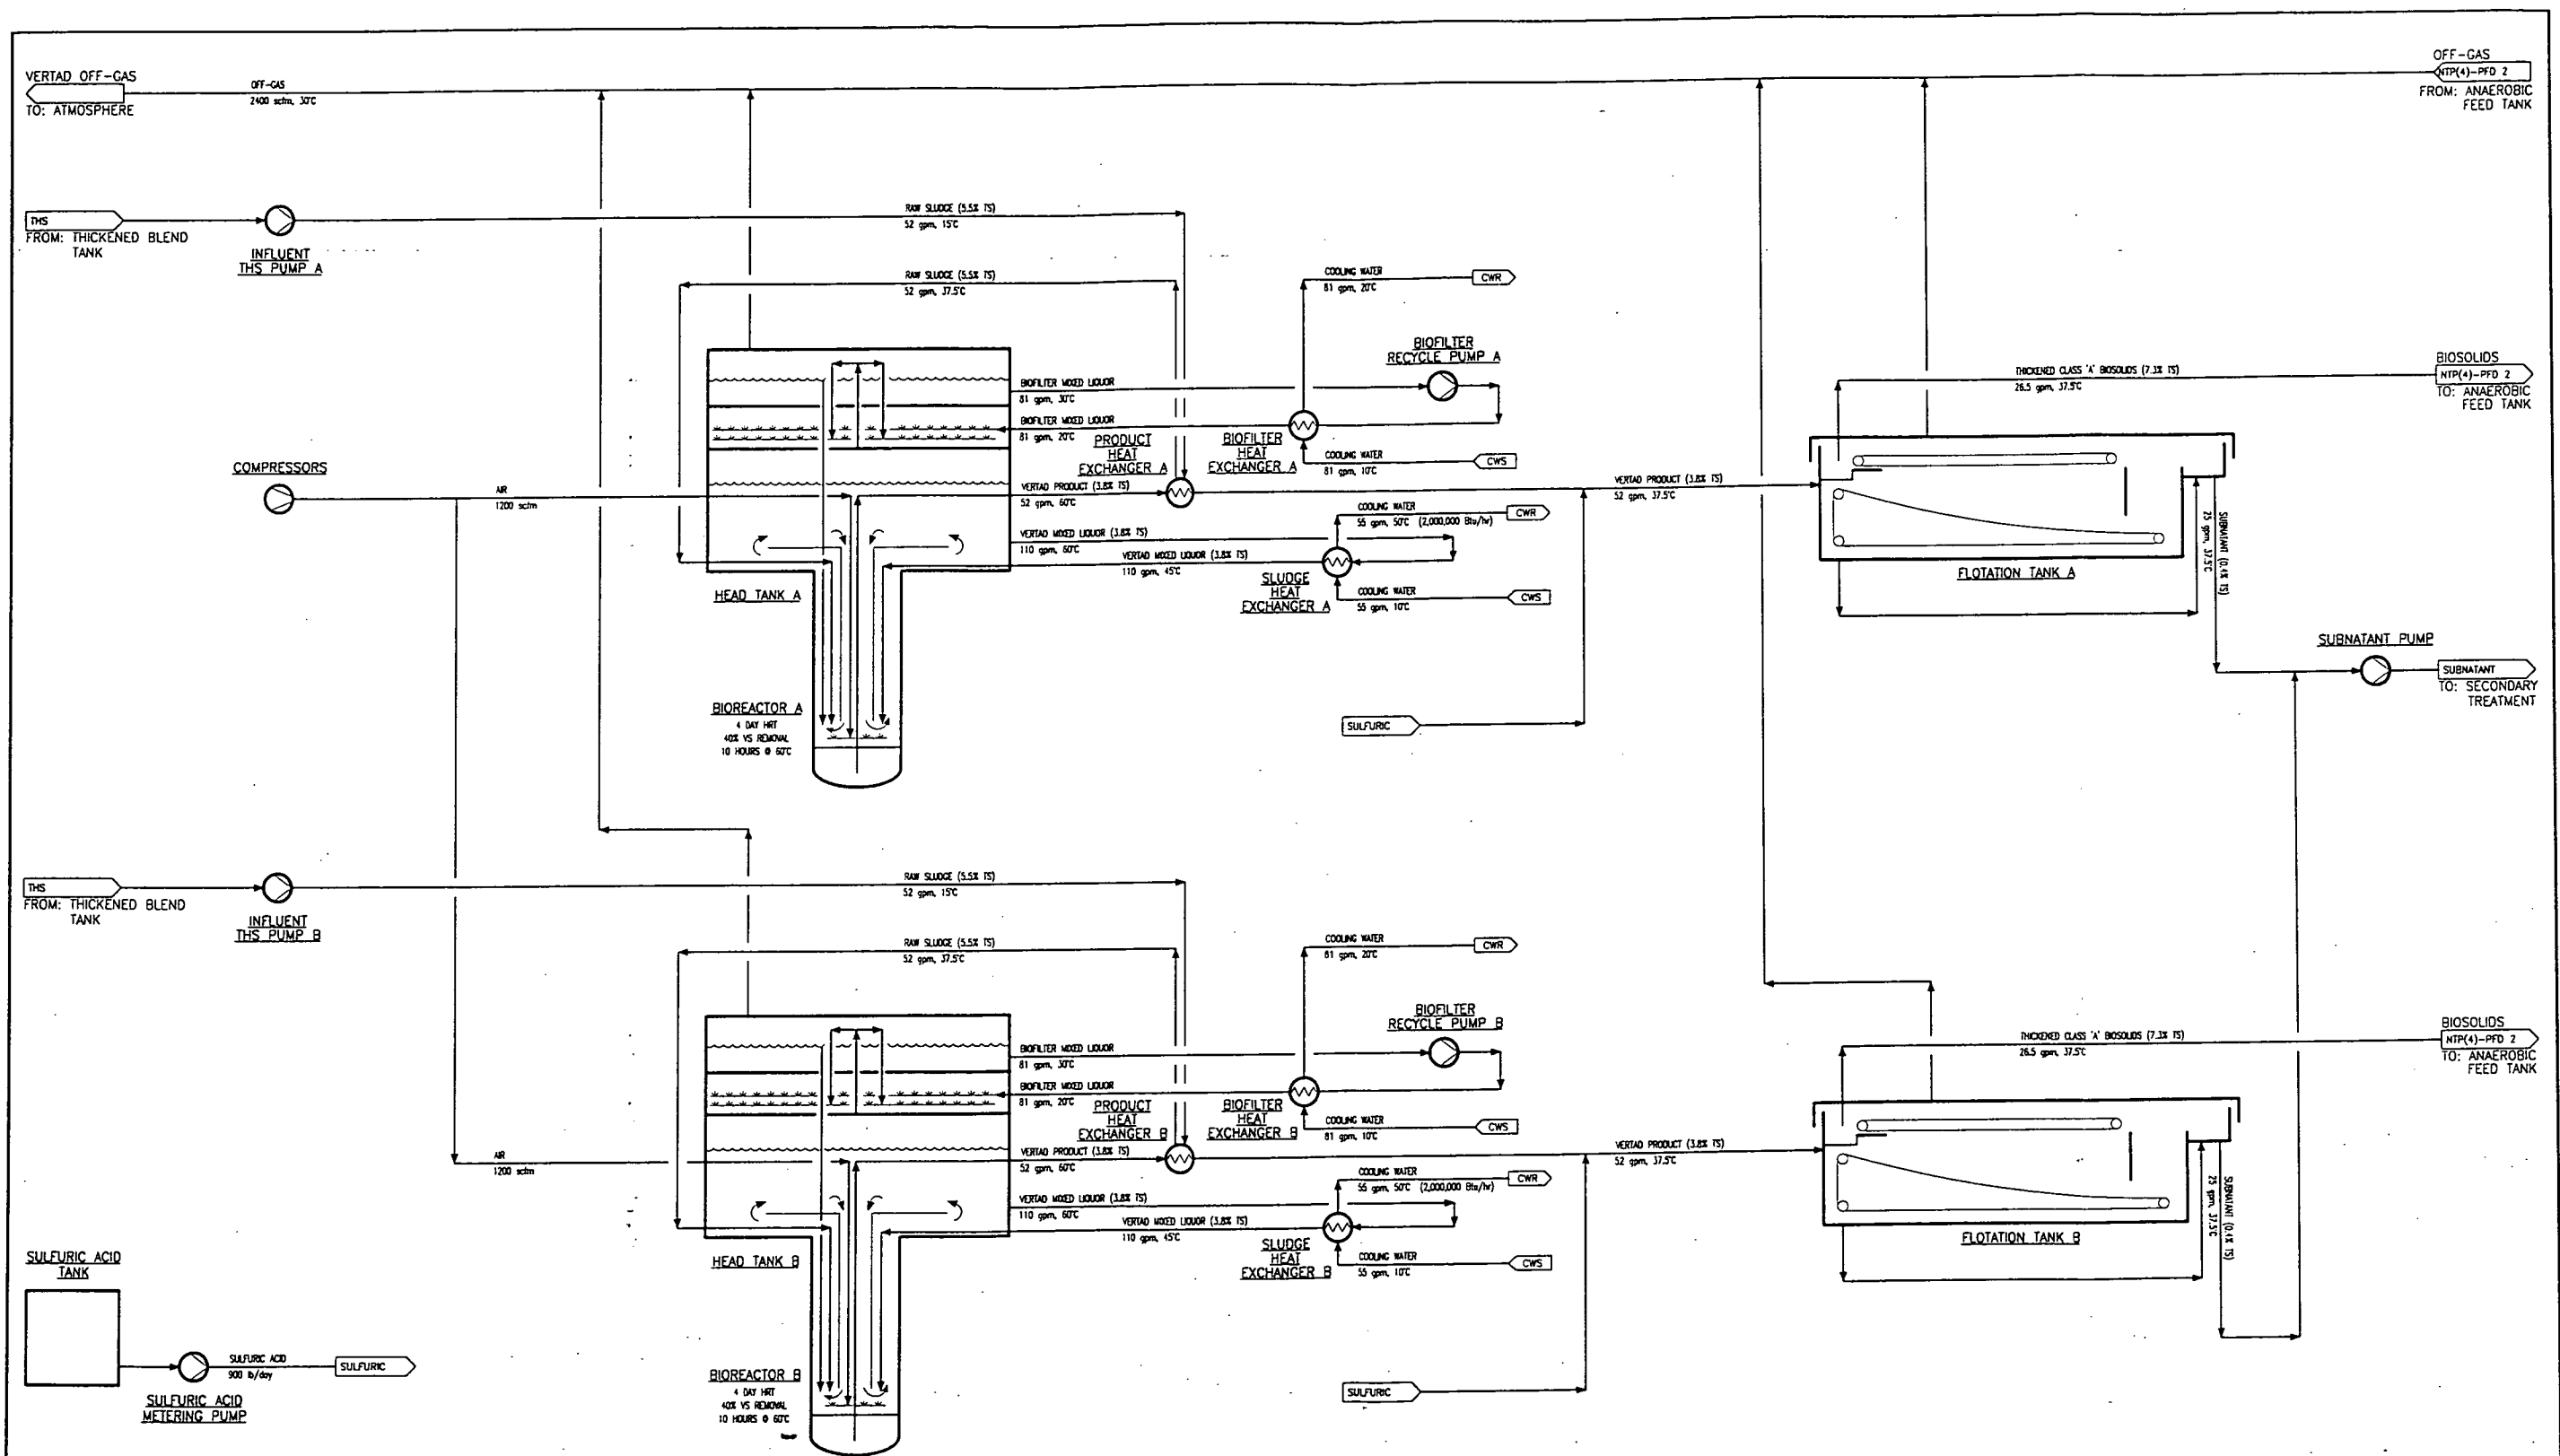 VERTAD OFF-GAS
TO: ATMOSPHERE
OFF-GAS
2400 scfm, 30°C
OFF-GAS
NTP(4)-PFD 2
FROM: ANAEROBIC
FEED TANK
THS
FROM: THICKENED BLEND
TANK
INFLUENT
THS PUMP A
RAW SLUDGE (5.5% TS)
52 gpm, 15°C
RAW SLUDGE (5.5% TS)
52 gpm, 37.5°C
COOLING WATER
81 gpm, 20°C
CWR
BIOFILTER
RECYCLE PUMP A
BIOFILTER MIXED LIQUOR
81 gpm, 30°C
BIOFILTER MIXED LIQUOR
81 gpm, 20°C
PRODUCT
HEAT
EXCHANGER A
BIOFILTER
HEAT
EXCHANGER A
COOLING WATER
81 gpm, 10°C
CWS
THICKENED CLASS 'A' BIOSOLIDS (7.3% TS)
26.5 gpm, 37.5°C
BIOSOLIDS
NTP(4)-PFD 2
TO: ANAEROBIC
FEED TANK
COMPRESSORS
AIR
1200 scfm
VERTAD PRODUCT (3.8% TS)
52 gpm, 60°C
VERTAD PRODUCT (3.8% TS)
52 gpm, 37.5°C
COOLING WATER
55 gpm, 50°C (2,000,000 Btu/hr)
CWR
VERTAD MIXED LIQUOR (3.8% TS)
110 gpm, 60°C
VERTAD MIXED LIQUOR (3.8% TS)
110 gpm, 45°C
SLUDGE
HEAT
EXCHANGER A
COOLING WATER
55 gpm, 10°C
CWS
HEAD TANK A
FLOTATION TANK A
SUBNATANT (0.4% TS)
25 gpm, 37.5°C
SUBNATANT PUMP
SUBNATANT
TO: SECONDARY
TREATMENT
BIOREACTOR A
4 DAY HRT
40% VS REMOVAL
10 HOURS @ 60°C
SULFURIC
THS
FROM: THICKENED BLEND
TANK
INFLUENT
THS PUMP B
RAW SLUDGE (5.5% TS)
52 gpm, 15°C
RAW SLUDGE (5.5% TS)
52 gpm, 37.5°C
COOLING WATER
81 gpm, 20°C
CWR
BIOFILTER
RECYCLE PUMP B
BIOFILTER MIXED LIQUOR
81 gpm, 30°C
BIOFILTER MIXED LIQUOR
81 gpm, 20°C
PRODUCT
HEAT
EXCHANGER B
BIOFILTER
HEAT
EXCHANGER B
COOLING WATER
81 gpm, 10°C
CWS
THICKENED CLASS 'A' BIOSOLIDS (7.3% TS)
26.5 gpm, 37.5°C
BIOSOLIDS
NTP(4)-PFD 2
TO: ANAEROBIC
FEED TANK
AIR
1200 scfm
VERTAD PRODUCT (3.8% TS)
52 gpm, 60°C
VERTAD PRODUCT (3.8% TS)
52 gpm, 37.5°C
COOLING WATER
55 gpm, 50°C (2,000,000 Btu/hr)
CWR
VERTAD MIXED LIQUOR (3.8% TS)
110 gpm, 60°C
VERTAD MIXED LIQUOR (3.8% TS)
110 gpm, 45°C
SLUDGE
HEAT
EXCHANGER B
COOLING WATER
55 gpm, 10°C
CWS
HEAD TANK B
FLOTATION TANK B
SUBNATANT (0.4% TS)
25 gpm, 37.5°C
SULFURIC ACID
TANK
SULFURIC ACID
900 lb/day
SULFURIC
SULFURIC ACID
METERING PUMP
BIOREACTOR B
4 DAY HRT
40% VS REMOVAL
10 HOURS @ 60°C
SULFURIC